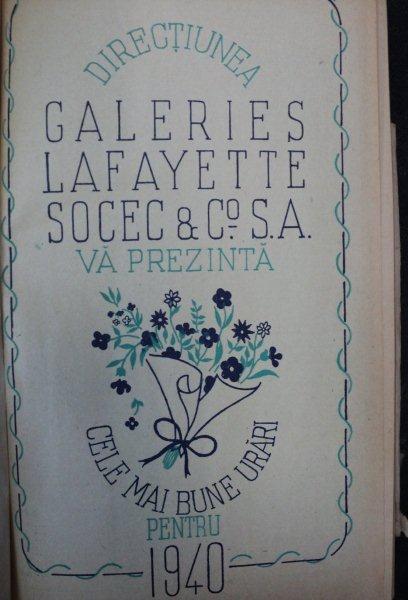 DIRECȚIUNEA
GALERIES
LAFAYETTE
SOCEC & Cº S.A.
VĂ PREZINTĂ
CELE MAI BUNE URĂRI
PENTRU
1940